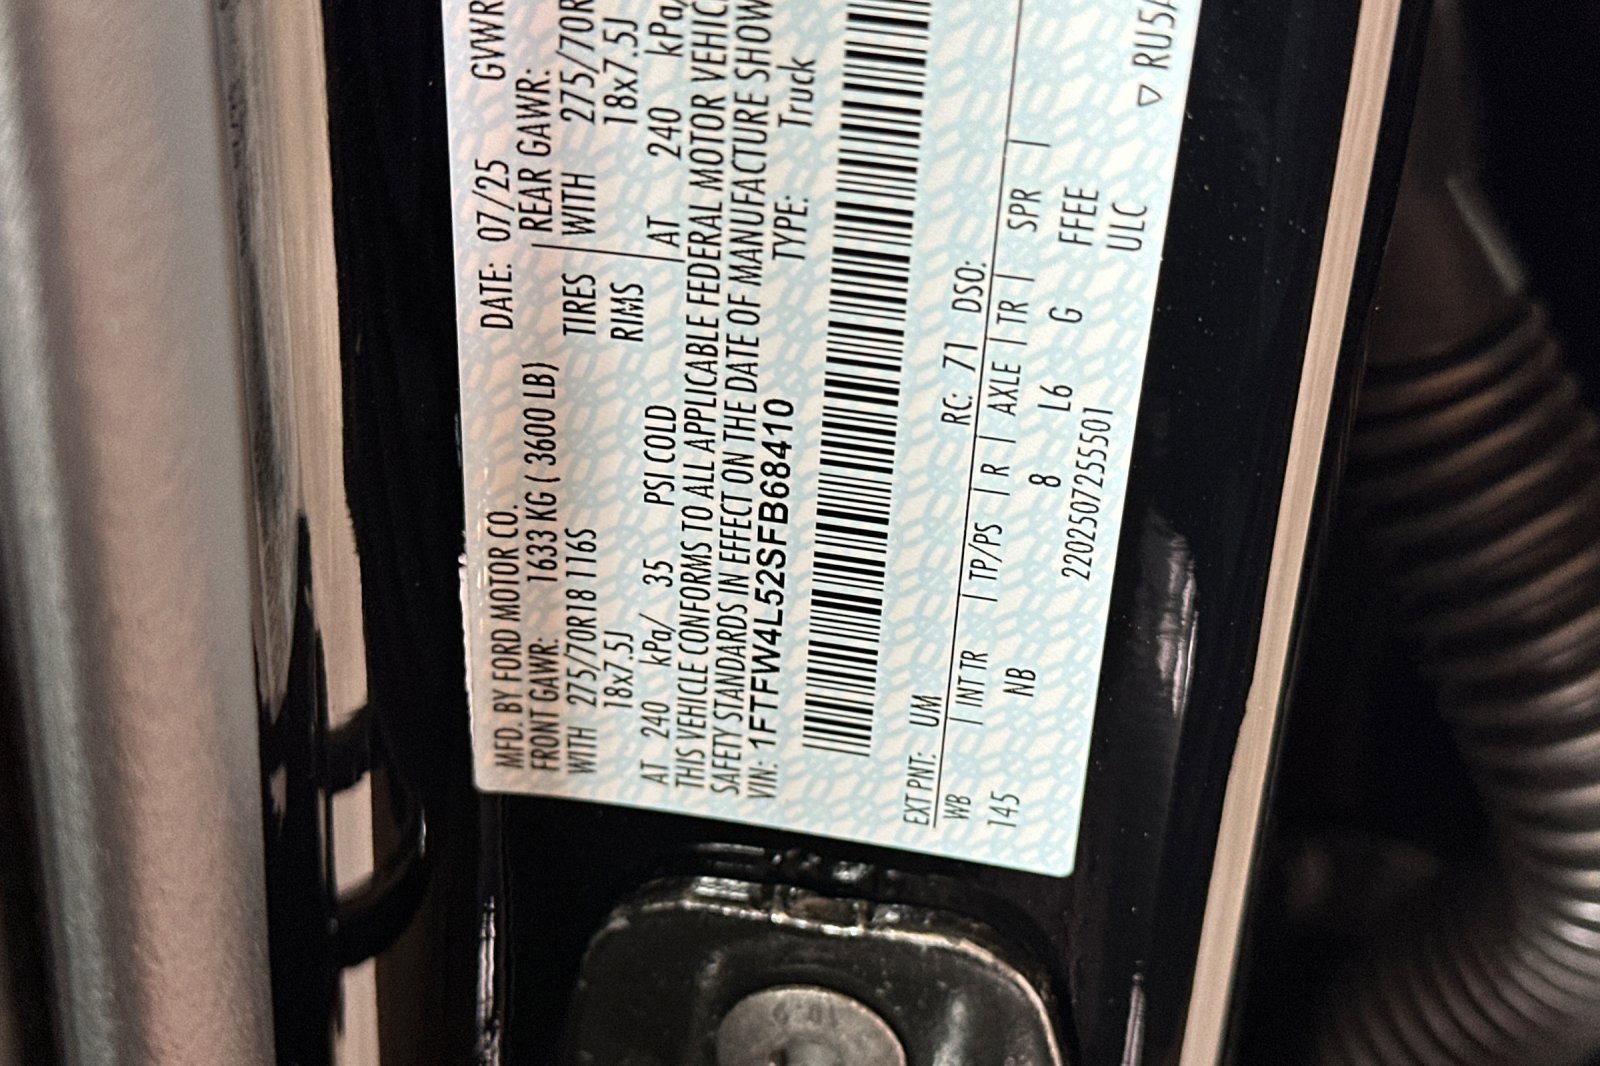 MFD. BY FORD MOTOR CO.
DATE: 07/25 GVWR
FRONT GAWR: 1633 KG ( 3600 LB)
REAR GAWR:
WITH 275/70R18 116S TIRES WITH 275/70R
18x7.5J RIMS 18x7.5J
AT 240 kPa/ 35 PSI COLD AT 240 kPa/
THIS VEHICLE CONFORMS TO ALL APPLICABLE FEDERAL MOTOR VEHIC
SAFETY STANDARDS IN EFFECT ON THE DATE OF MANUFACTURE SHOW
VIN: 1FTFW4L52SFB68410 TYPE: Truck
EXT PNT: UM RC: 71 DSO:
WB | INT TR | TP/PS | R | AXLE | TR | SPR |
145 NB 8 L6 G FFEE
2202507255501 ULC
▽ RU5A